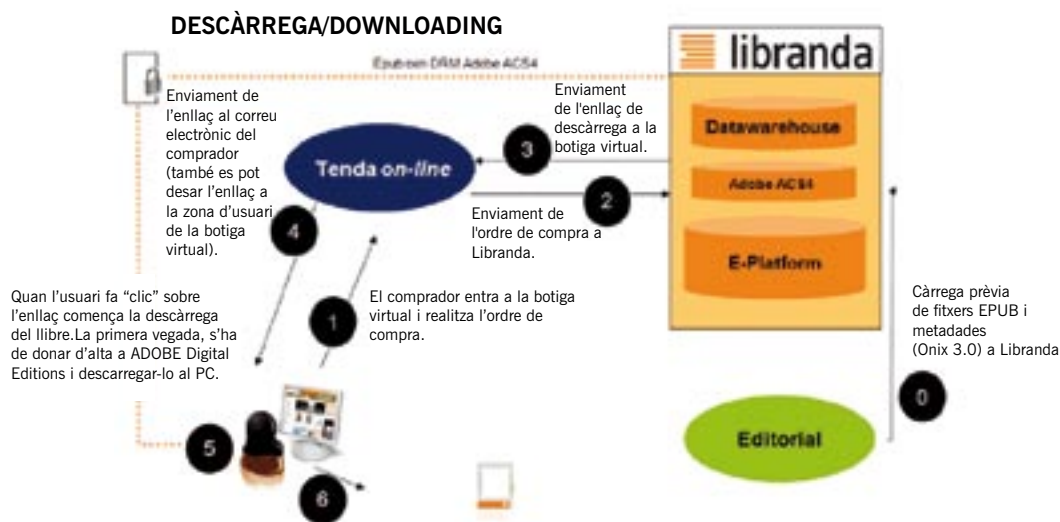 DESCÀRREGA/DOWNLOADING
libranda
Epub con DRM Adobe ACS4
Enviament de
l’enllaç al correu
electrònic del
comprador
(també es pot
desar l’enllaç a
la zona d’usuari
de la botiga
virtual).
Enviament
de l'enllaç de
descàrrega a la
botiga virtual.
Datawarehouse
3
Tenda on-line
Adobe ACS4
2
4
Enviament de
l'ordre de compra a
Libranda.
E-Platform
Quan l’usuari fa “clic” sobre
l’enllaç comença la descàrrega
del llibre.La primera vegada, s’ha
de donar d’alta a ADOBE Digital
Editions i descarregar-lo al PC.
1
El comprador entra a la botiga
virtual i realitza l’ordre de
compra.
Càrrega prèvia
de fitxers EPUB i
metadades
(Onix 3.0) a Libranda
0
Editorial
5
6